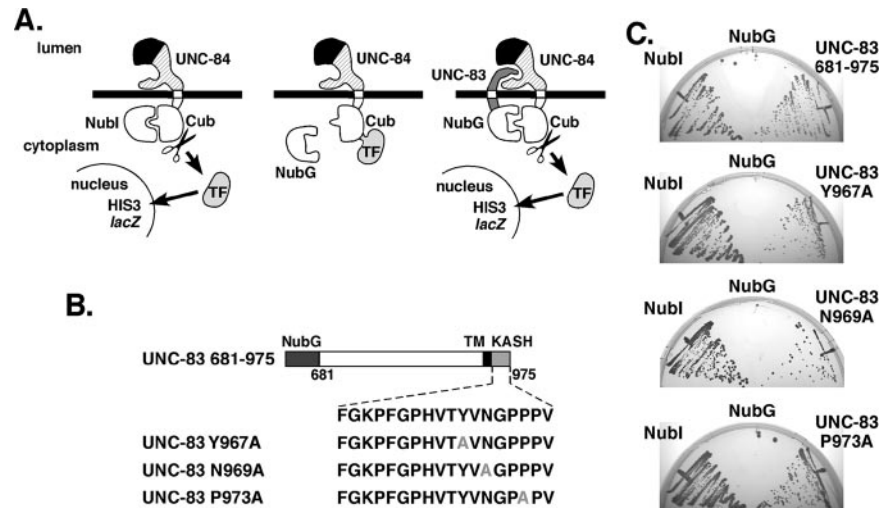 A.
lumen
UNC-84
NubI
Cub
cytoplasm
TF
nucleus
HIS3
lacZ
UNC-84
Cub
NubG
TF
UNC-83
UNC-84
NubG
Cub
TF
nucleus
HIS3
lacZ
B.
NubG TM KASH
UNC-83 681-975
681 975
FGKPFGPHVTYVNGPPPV
UNC-83 Y967A FGKPFGPHVTAVNGPPPV
UNC-83 N969A FGKPFGPHVTYVAGPPPV
UNC-83 P973A FGKPFGPHVTYVNGPAPV
C.
NubI NubG UNC-83
681-975
NubI NubG UNC-83
Y967A
NubI NubG UNC-83
N969A
NubI NubG UNC-83
P973A